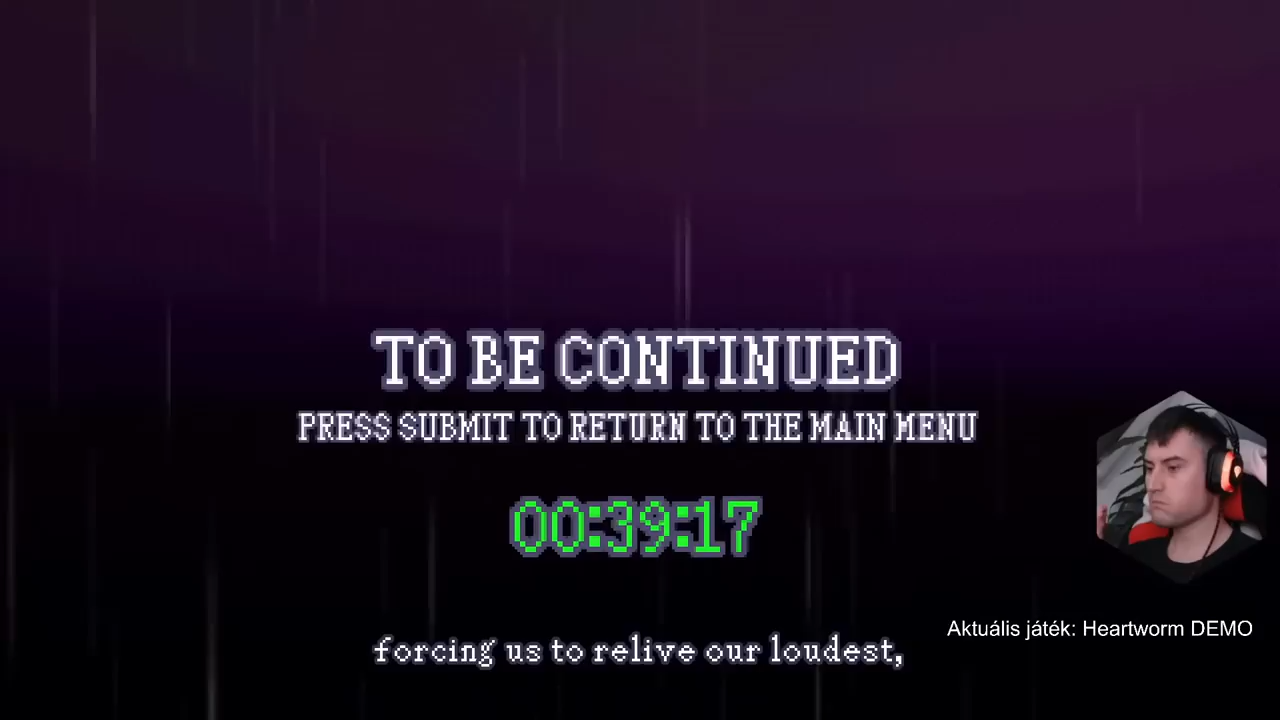 TO BE CONTINUED
PRESS SUBMIT TO RETURN TO THE MAIN MENU
00:39:17
Aktuális játék: Heartworm DEMO
forcing us to relive our loudest,